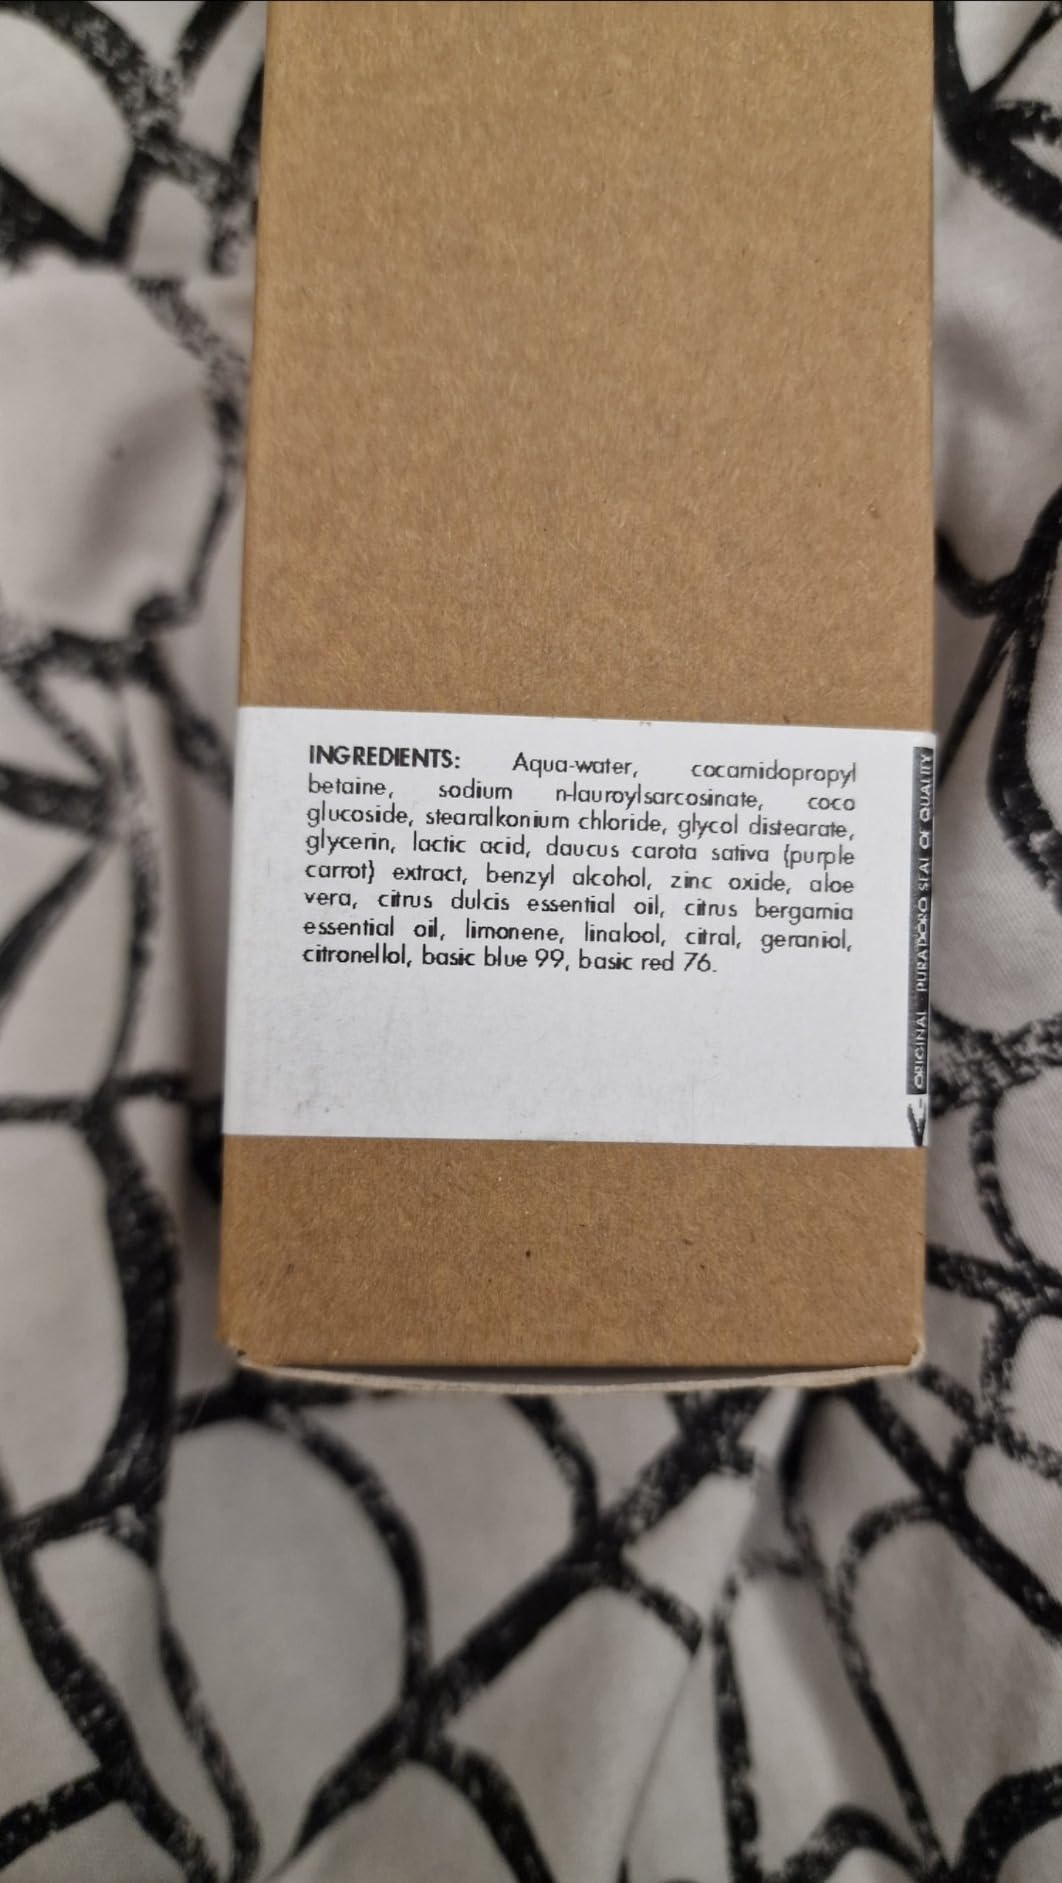 INGREDIENTS: Aqua-water, cocamidopropyl
betaine, sodium n-lauroylsarcosinate, coco
glucoside, stearalkonium chloride, glycol distearate,
glycerin, lactic acid, daucus carota sativa (purple
carrot) extract, benzyl alcohol, zinc oxide, aloe
vera, citrus dulcis essential oil, citrus bergamia
essential oil, limonene, linalool, citral, geraniol,
citronellol, basic blue 99, basic red 76.
ORIGINAL PURATDORO SEAL OF QUALITY